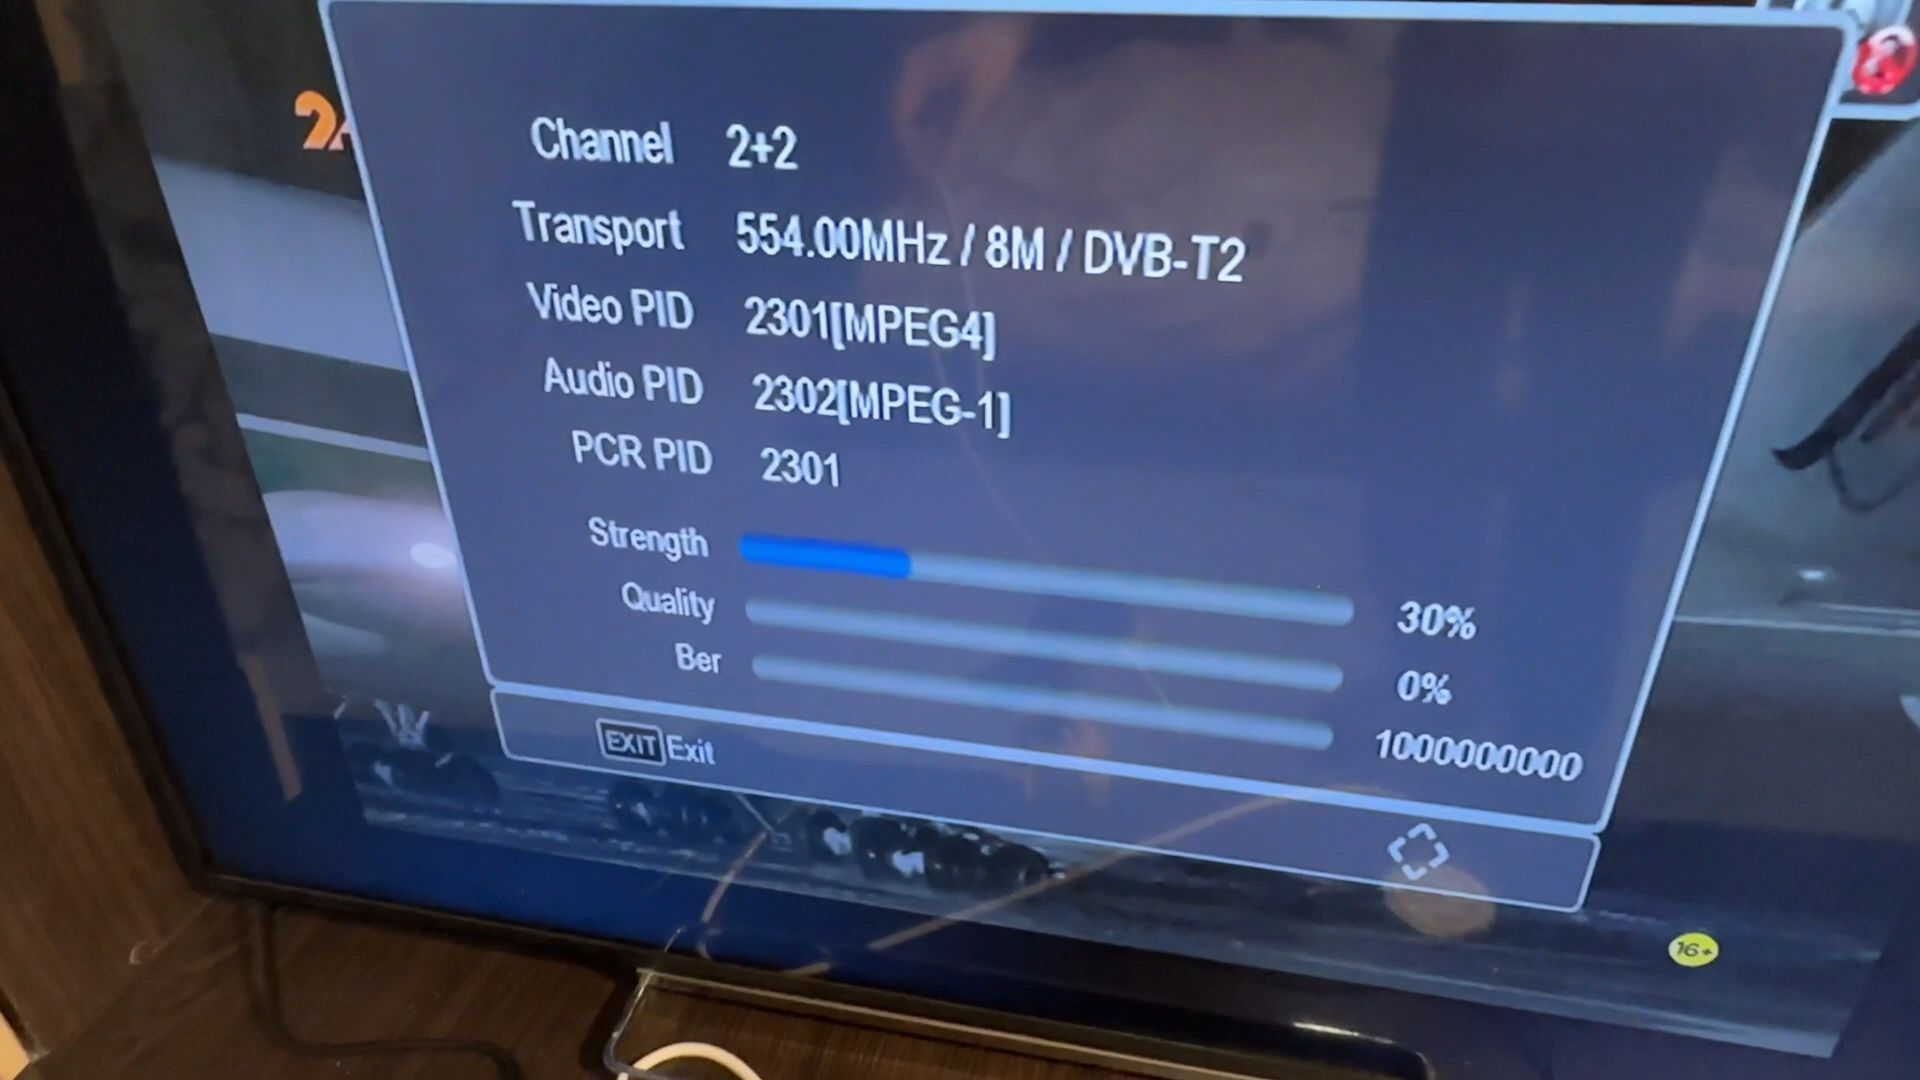 Channel 2+2
Transport 554.00MHz / 8M / DVB-T2
Video PID 2301[MPEG4]
Audio PID 2302[MPEG-1]
PCR PID 2301
Strength 30%
Quality 0%
Ber 1000000000
EXIT Exit
16+